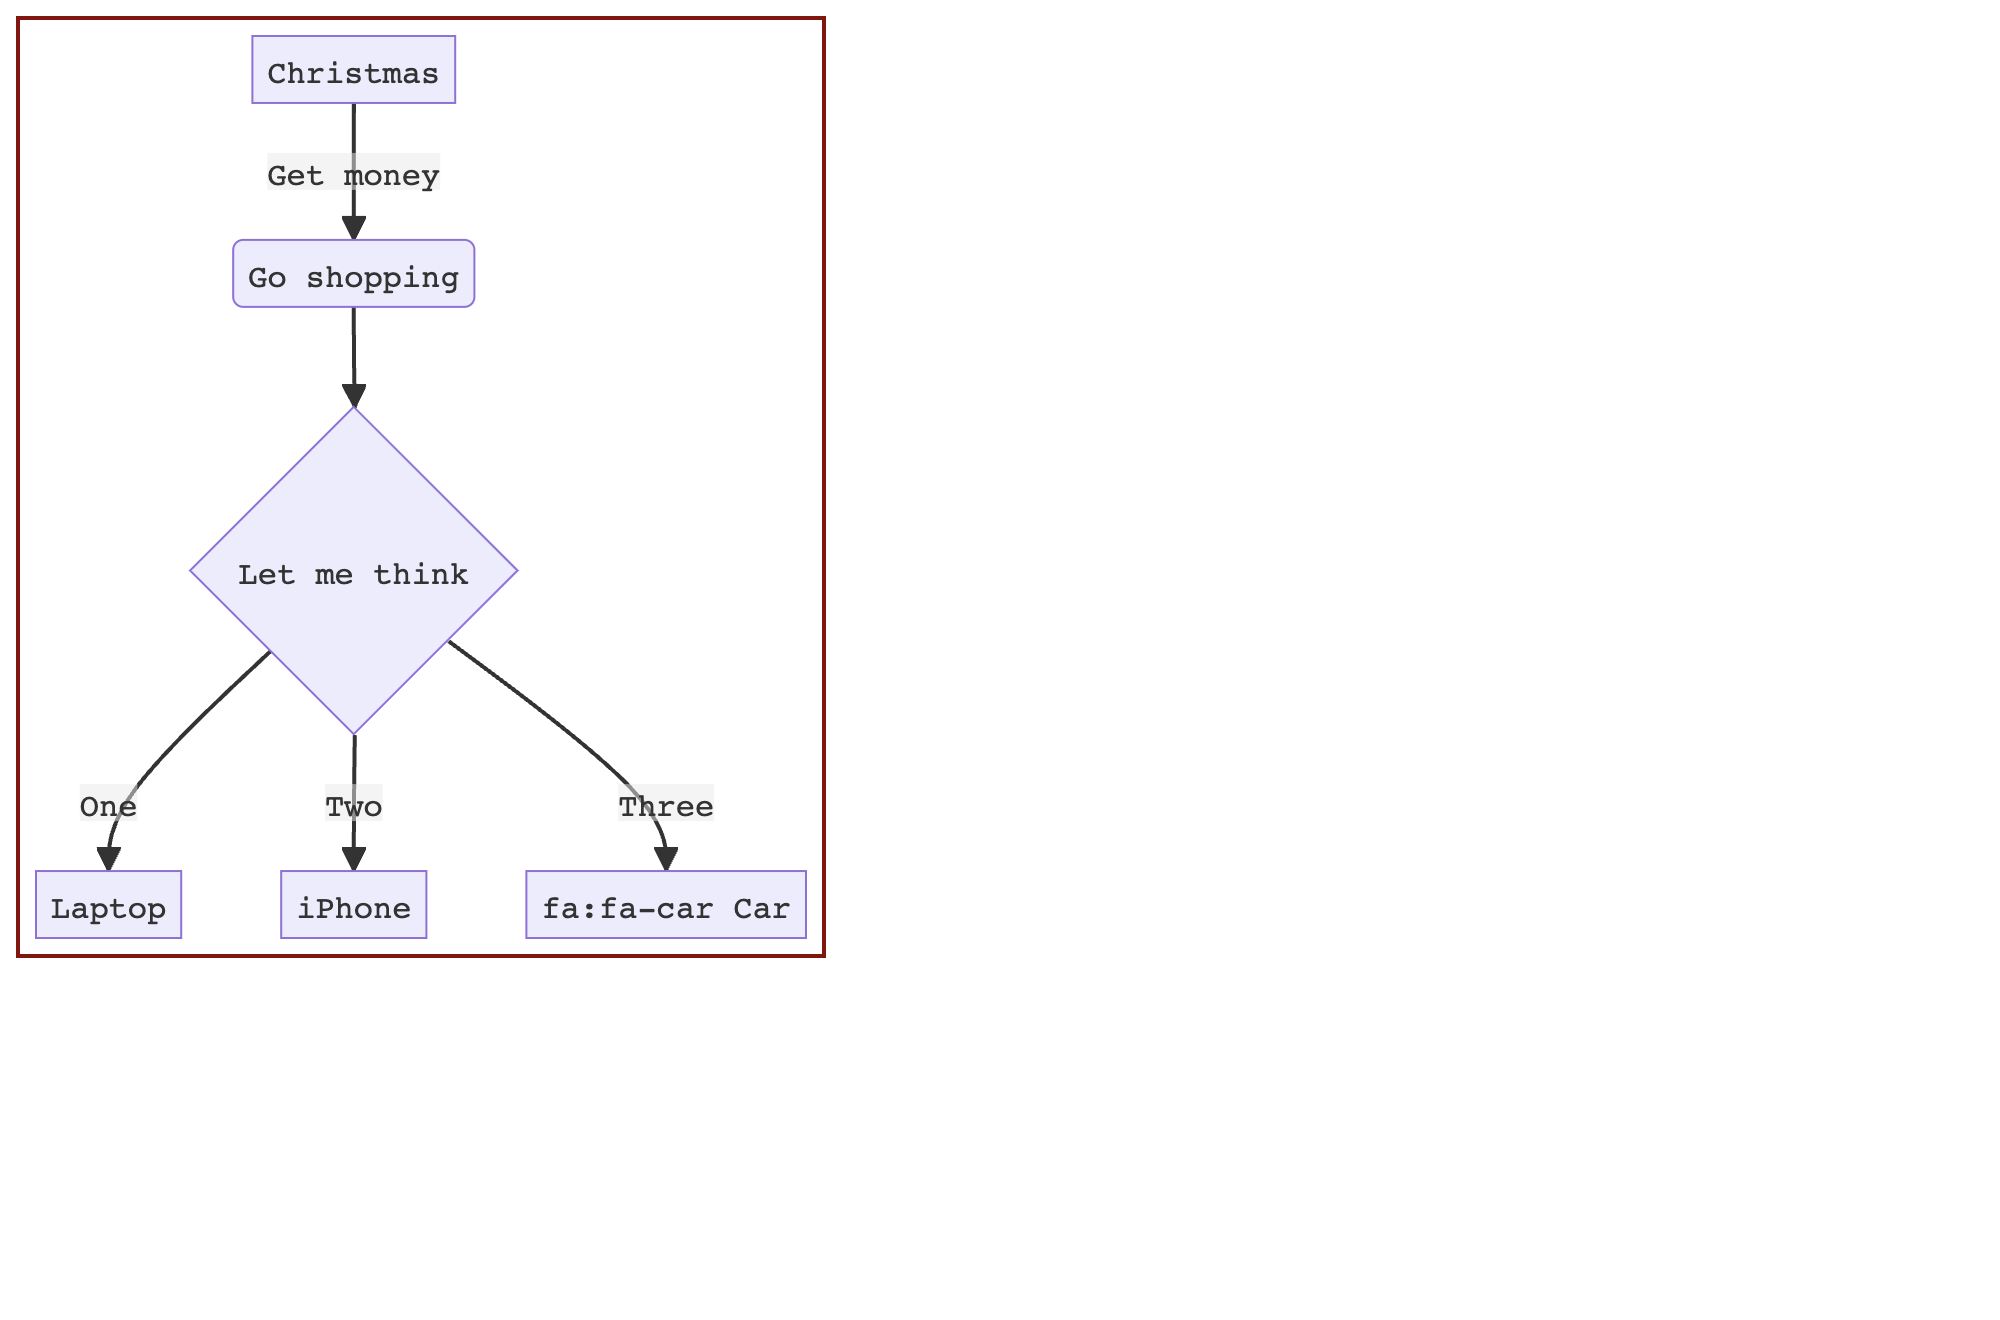 Christmas
Get money
Go shopping
Let me think
One
Two
Three
Laptop
iPhone
fa:fa-car Car